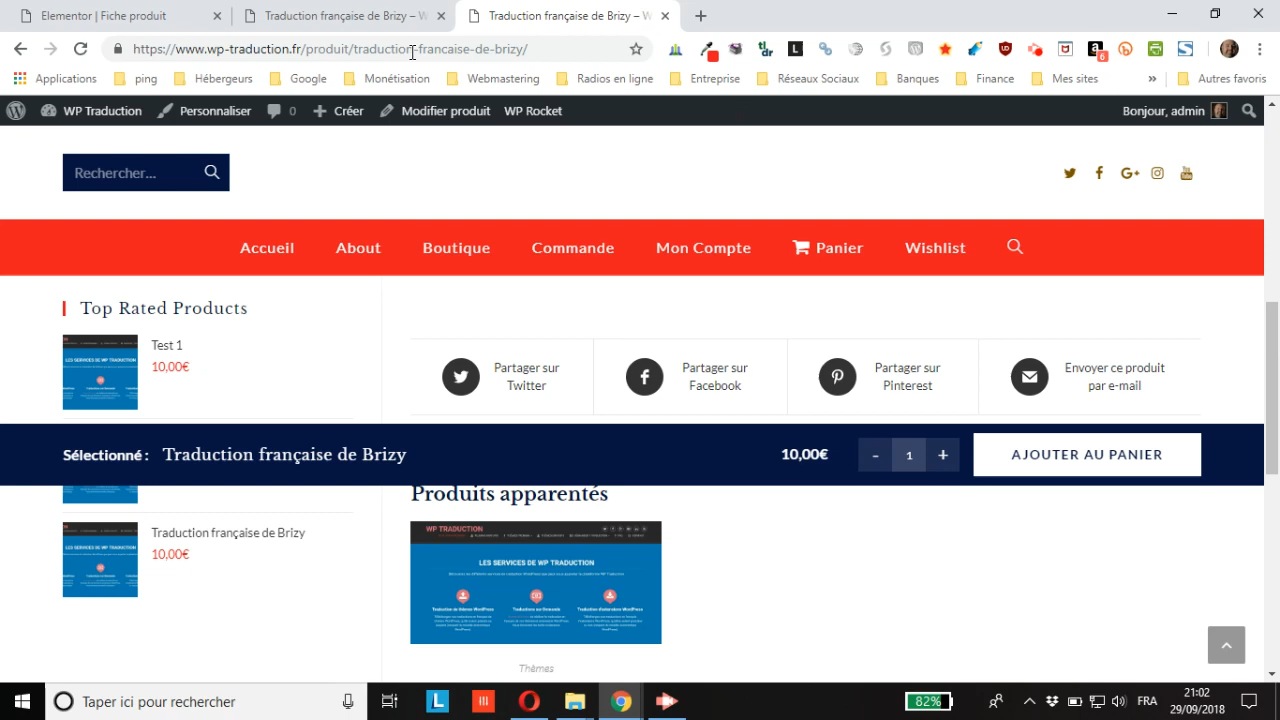 Elementor | Fiche produit
Traduction française de Brizy – W
Traduction française de Brizy – W
https://www.wp-traduction.fr/produit/traduction-francaise-de-brizy/
Applications ping Hébergeurs Google Monétisation Webmastering Radios en ligne Entreprise Réseaux Sociaux Banques Finance Mes sites » Autres favoris
WP Traduction Personnaliser 0 Créer Modifier produit WP Rocket Bonjour, admin
Rechercher...
Accueil About Boutique Commande Mon Compte Panier Wishlist
Top Rated Products
Test 1
10,00€
Partager sur
Twitter
Partager sur
Facebook
Partager sur
Pinterest
Envoyer ce produit
par e-mail
Sélectionné : Traduction française de Brizy 10,00€ - 1 + AJOUTER AU PANIER
Produits apparentés
Traduction française de Brizy
10,00€
WP TRADUCTION
LES SERVICES DE WP TRADUCTION
Thèmes
Taper ici pour rechercher
82%
FRA
21:02
29/09/2018